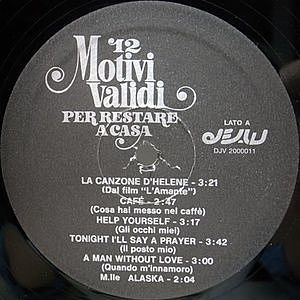 12
Motivi
Validi
PER RESTARE
A'CASA
LATO A
DJV 2000011
LA CANZONE D'HELENE - 3:21
(Dal film "L'Amante")
CAFÉ - 2:47
(Cosa hai messo nel caffè)
HELP YOURSELF - 3:17
(Gli occhi miei)
TONIGHT I'LL SAY A PRAYER - 3:42
(Il posto mio)
A MAN WITHOUT LOVE - 3:00
(Quando m'innamoro)
M.lle ALASKA - 2:04